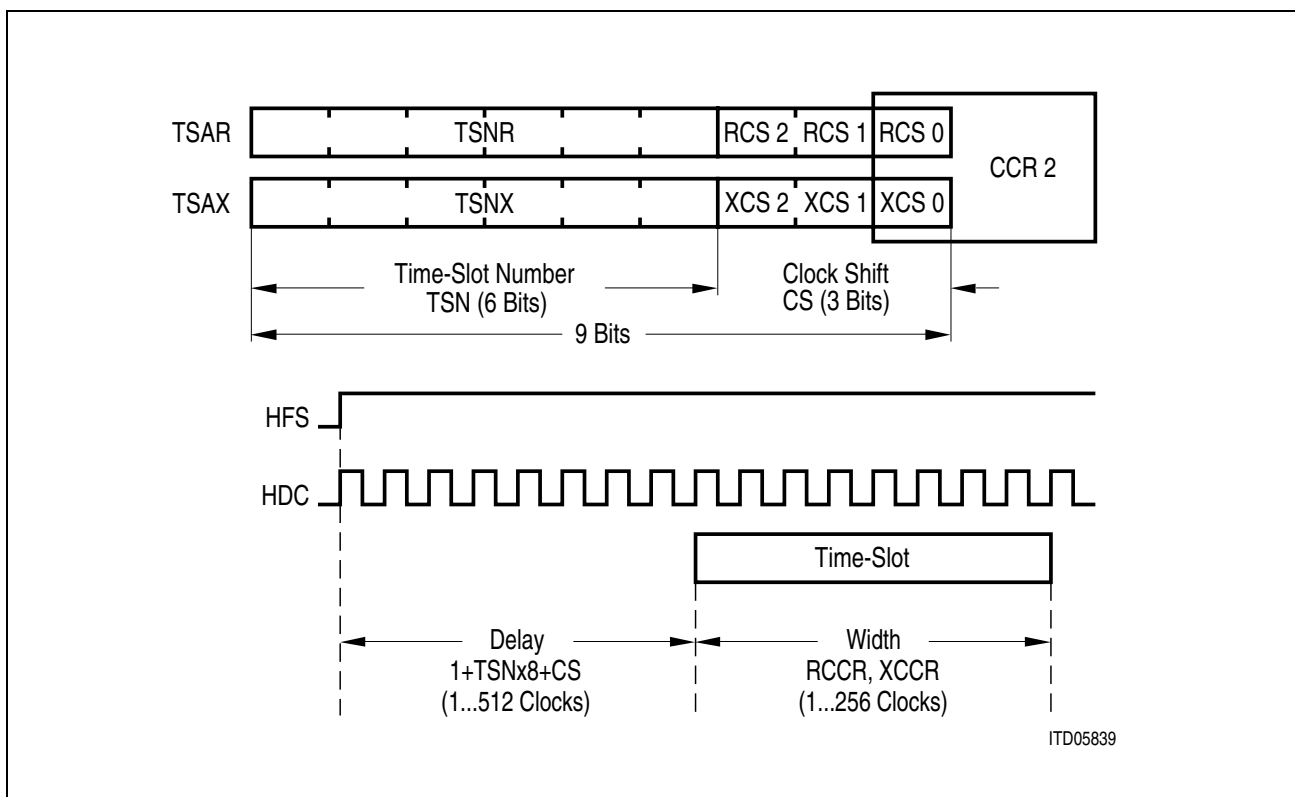 TSAR TSNR RCS 2 RCS 1 RCS 0
CCR 2
TSAX TSNX XCS 2 XCS 1 XCS 0
Time-Slot Number
TSN (6 Bits)
Clock Shift
CS (3 Bits)
9 Bits
HFS
HDC
Time-Slot
Delay
1+TSNx8+CS
(1...512 Clocks)
Width
RCCR, XCCR
(1...256 Clocks)
ITD05839